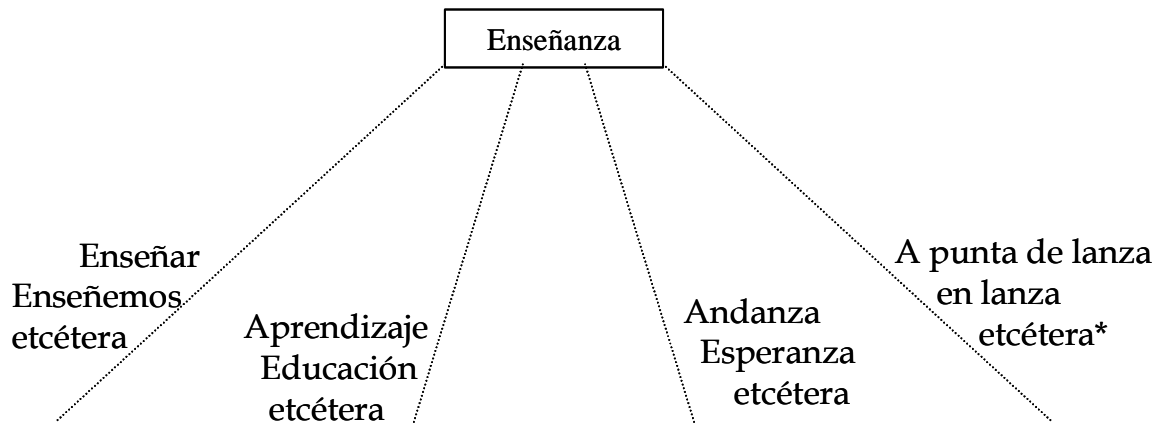 Enseñanza
Enseñar
Enseñemos
etcétera
Aprendizaje
Educación
etcétera
Andanza
Esperanza
etcétera
A punta de lanza
en lanza
etcétera*